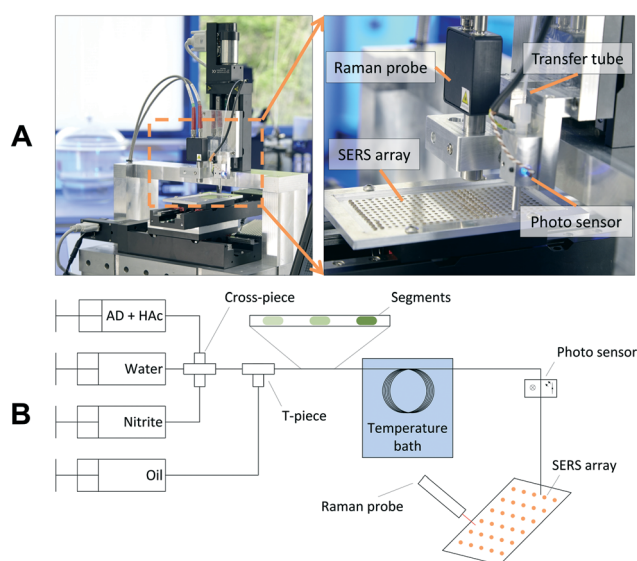 A
Raman probe
Transfer tube
SERS array
Photo sensor
B
Cross-piece
Segments
AD + HAc
Water
Nitrite
Oil
T-piece
Temperature
bath
Photo sensor
SERS array
Raman probe